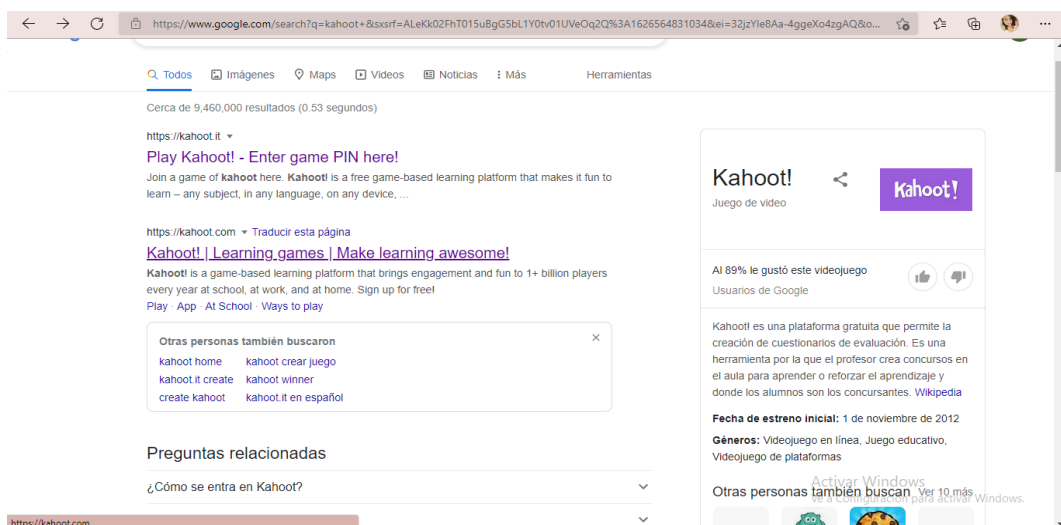 https://www.google.com/search?q=kahoot+&sxsrf=ALeKk02FhT015uBgG5bL1Y0tv01UVeOq2Q%3A1626564831034&ei=32jzYIe8Aa-4ggeXo4zgAQ&o...
Todos Imágenes Maps Videos Noticias Más Herramientas
Cerca de 9,460,000 resultados (0.53 segundos)
https://kahoot.it
Play Kahoot! - Enter game PIN here!
Join a game of kahoot here. Kahoot! is a free game-based learning platform that makes it fun to
learn – any subject, in any language, on any device, ...
https://kahoot.com Traducir esta página
Kahoot! | Learning games | Make learning awesome!
Kahoot! is a game-based learning platform that brings engagement and fun to 1+ billion players
every year at school, at work, and at home. Sign up for free!
Play · App · At School · Ways to play
Otras personas también buscaron
kahoot home kahoot crear juego
kahoot.it create kahoot winner
create kahoot kahoot.it en español
Preguntas relacionadas
¿Cómo se entra en Kahoot?
https://kahoot.com
Kahoot!
Juego de video
Kahoot!
Al 89% le gustó este videojuego
Usuarios de Google
Kahoot! es una plataforma gratuita que permite la
creación de cuestionarios de evaluación. Es una
herramienta por la que el profesor crea concursos en
el aula para aprender o reforzar el aprendizaje y
donde los alumnos son los concursantes. Wikipedia
Fecha de estreno inicial: 1 de noviembre de 2012
Géneros: Videojuego en línea, Juego educativo,
Videojuego de plataformas
Otras personas también buscan Ver 10 más
Activar Windows
Ve a Configuración para activar Windows.